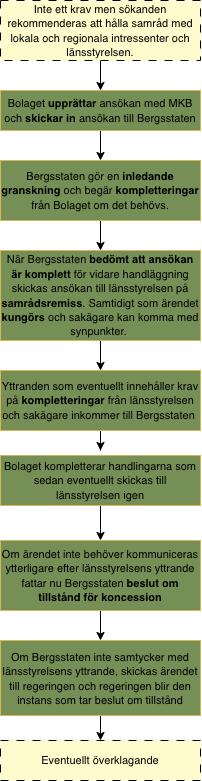 Inte ett krav men sökanden
rekommenderas att hålla samråd med
lokala och regionala intressenter och
länsstyrelsen.
Bolaget upprättar ansökan med MKB
och skickar in ansökan till Bergsstaten
Bergsstaten gör en inledande
granskning och begär kompletteringar
från Bolaget om det behövs.
När Bergsstaten bedömt att ansökan
är komplett för vidare handläggning
skickas ansökan till länsstyrelsen på
samrådsremiss. Samtidigt som ärendet
kungörs och sakägare kan komma med
synpunkter.
Yttranden som eventuellt innehåller krav
på kompletteringar från länsstyrelsen
och sakägare inkommer till Bergsstaten
Bolaget kompletterar handlingarna som
sedan eventuellt skickas till
länsstyrelsen igen
Om ärendet inte behöver kommuniceras
ytterligare efter länsstyrelsens yttrande
fattar nu Bergsstaten beslut om
tillstånd för koncession
Om Bergsstaten inte samtycker med
länsstyrelsens yttrande, skickas ärendet
till regeringen och regeringen blir den
instans som tar beslut om tillstånd
Eventuellt överklagande